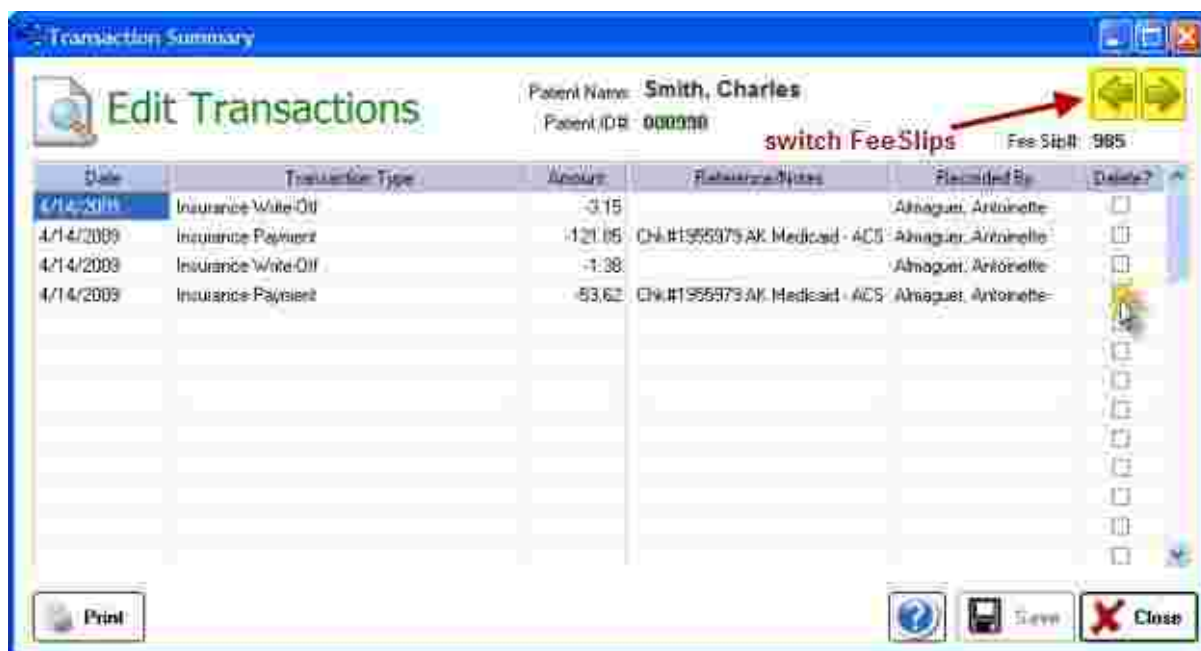 Transaction Summary
Edit Transactions
Patient Name: Smith, Charles
Patient ID#:
switch FeeSlips
Fee Slip#: 985
Date Transaction Type Amount Reference/Notes Recorded By Delete?
4/14/2009 Insurance Write-Off -3.15 Almaguer, Antoinette
4/14/2009 Insurance Payment -121.85 Chk#1955979 AK Medicaid - ACS Almaguer, Antoinette
4/14/2009 Insurance Write-Off -1.38 Almaguer, Antoinette
4/14/2009 Insurance Payment -53.62 Chk#1955979 AK Medicaid - ACS Almaguer, Antoinette
Print
Save
Close